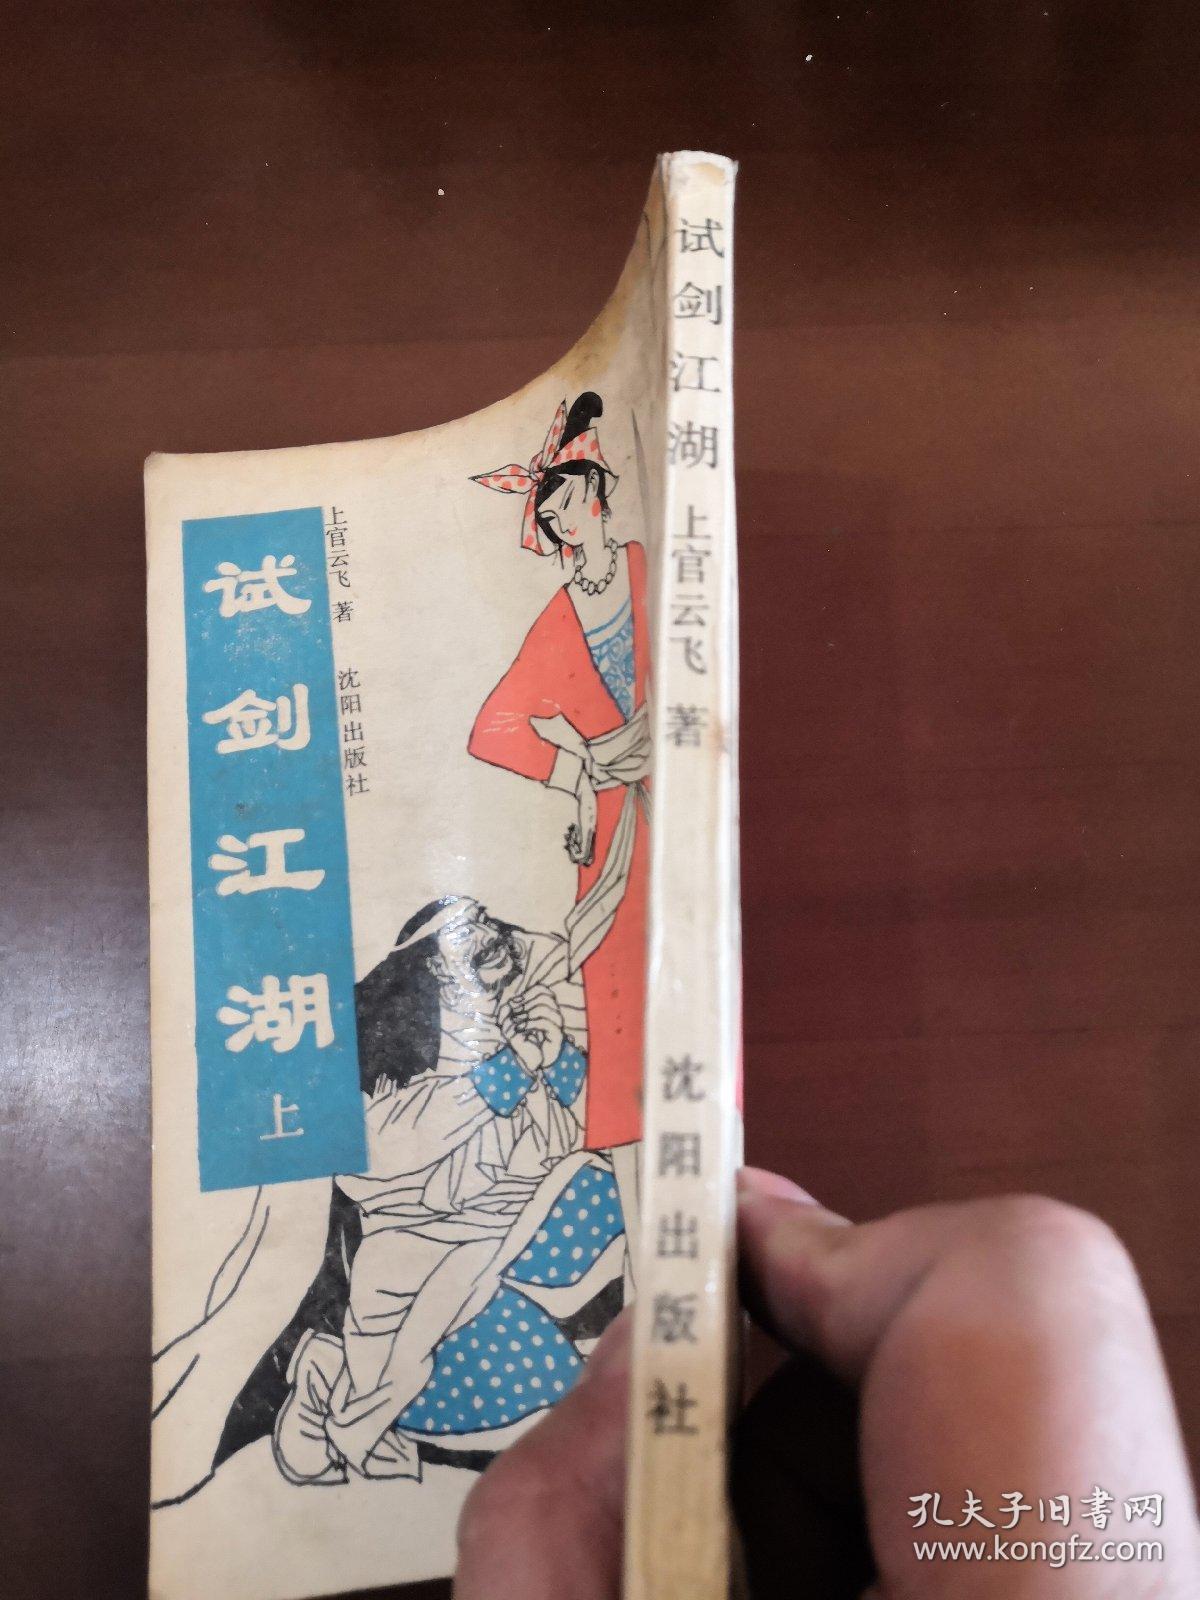 试剑江湖 上
上官云飞 著
沈阳出版社
试剑江湖 上官云飞 著 沈阳出版社
孔夫子旧书网
www.kongfz.com